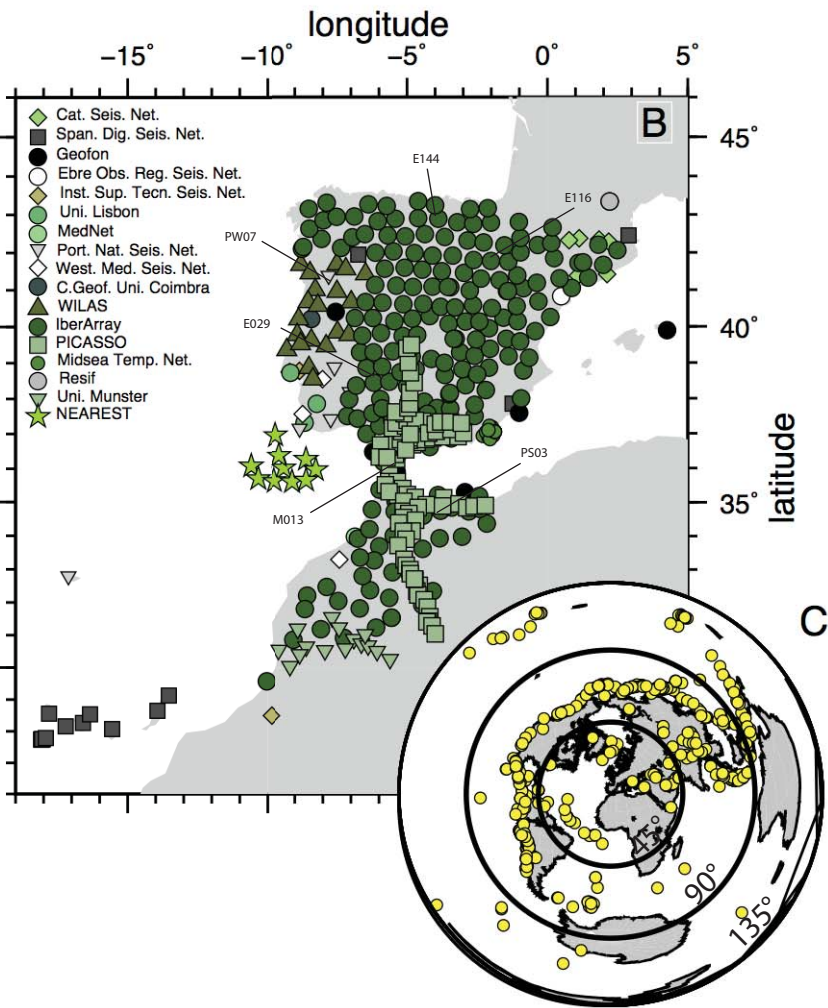 longitude
−15° −10° −5° 0° 5°
B
Cat. Seis. Net.
Span. Dig. Seis. Net.
Geofon
Ebre Obs. Reg. Seis. Net.
Inst. Sup. Tecn. Seis. Net.
Uni. Lisbon
MedNet
Port. Nat. Seis. Net.
West. Med. Seis. Net.
C.Geof. Uni. Coimbra
WILAS
IberArray
PICASSO
Midsea Temp. Net.
Resif
Uni. Munster
NEAREST
E144
E116
PW07
E029
PS03
M013
45°
40°
35°
latitude
C
45°
90°
135°